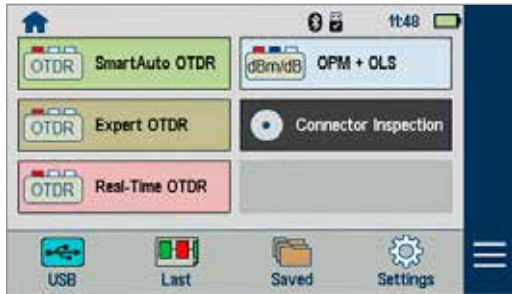 11:48
OTDR SmartAuto OTDR
dBm/dB OPM + OLS
OTDR Expert OTDR
Connector Inspection
OTDR Real-Time OTDR
USB
Last
Saved
Settings